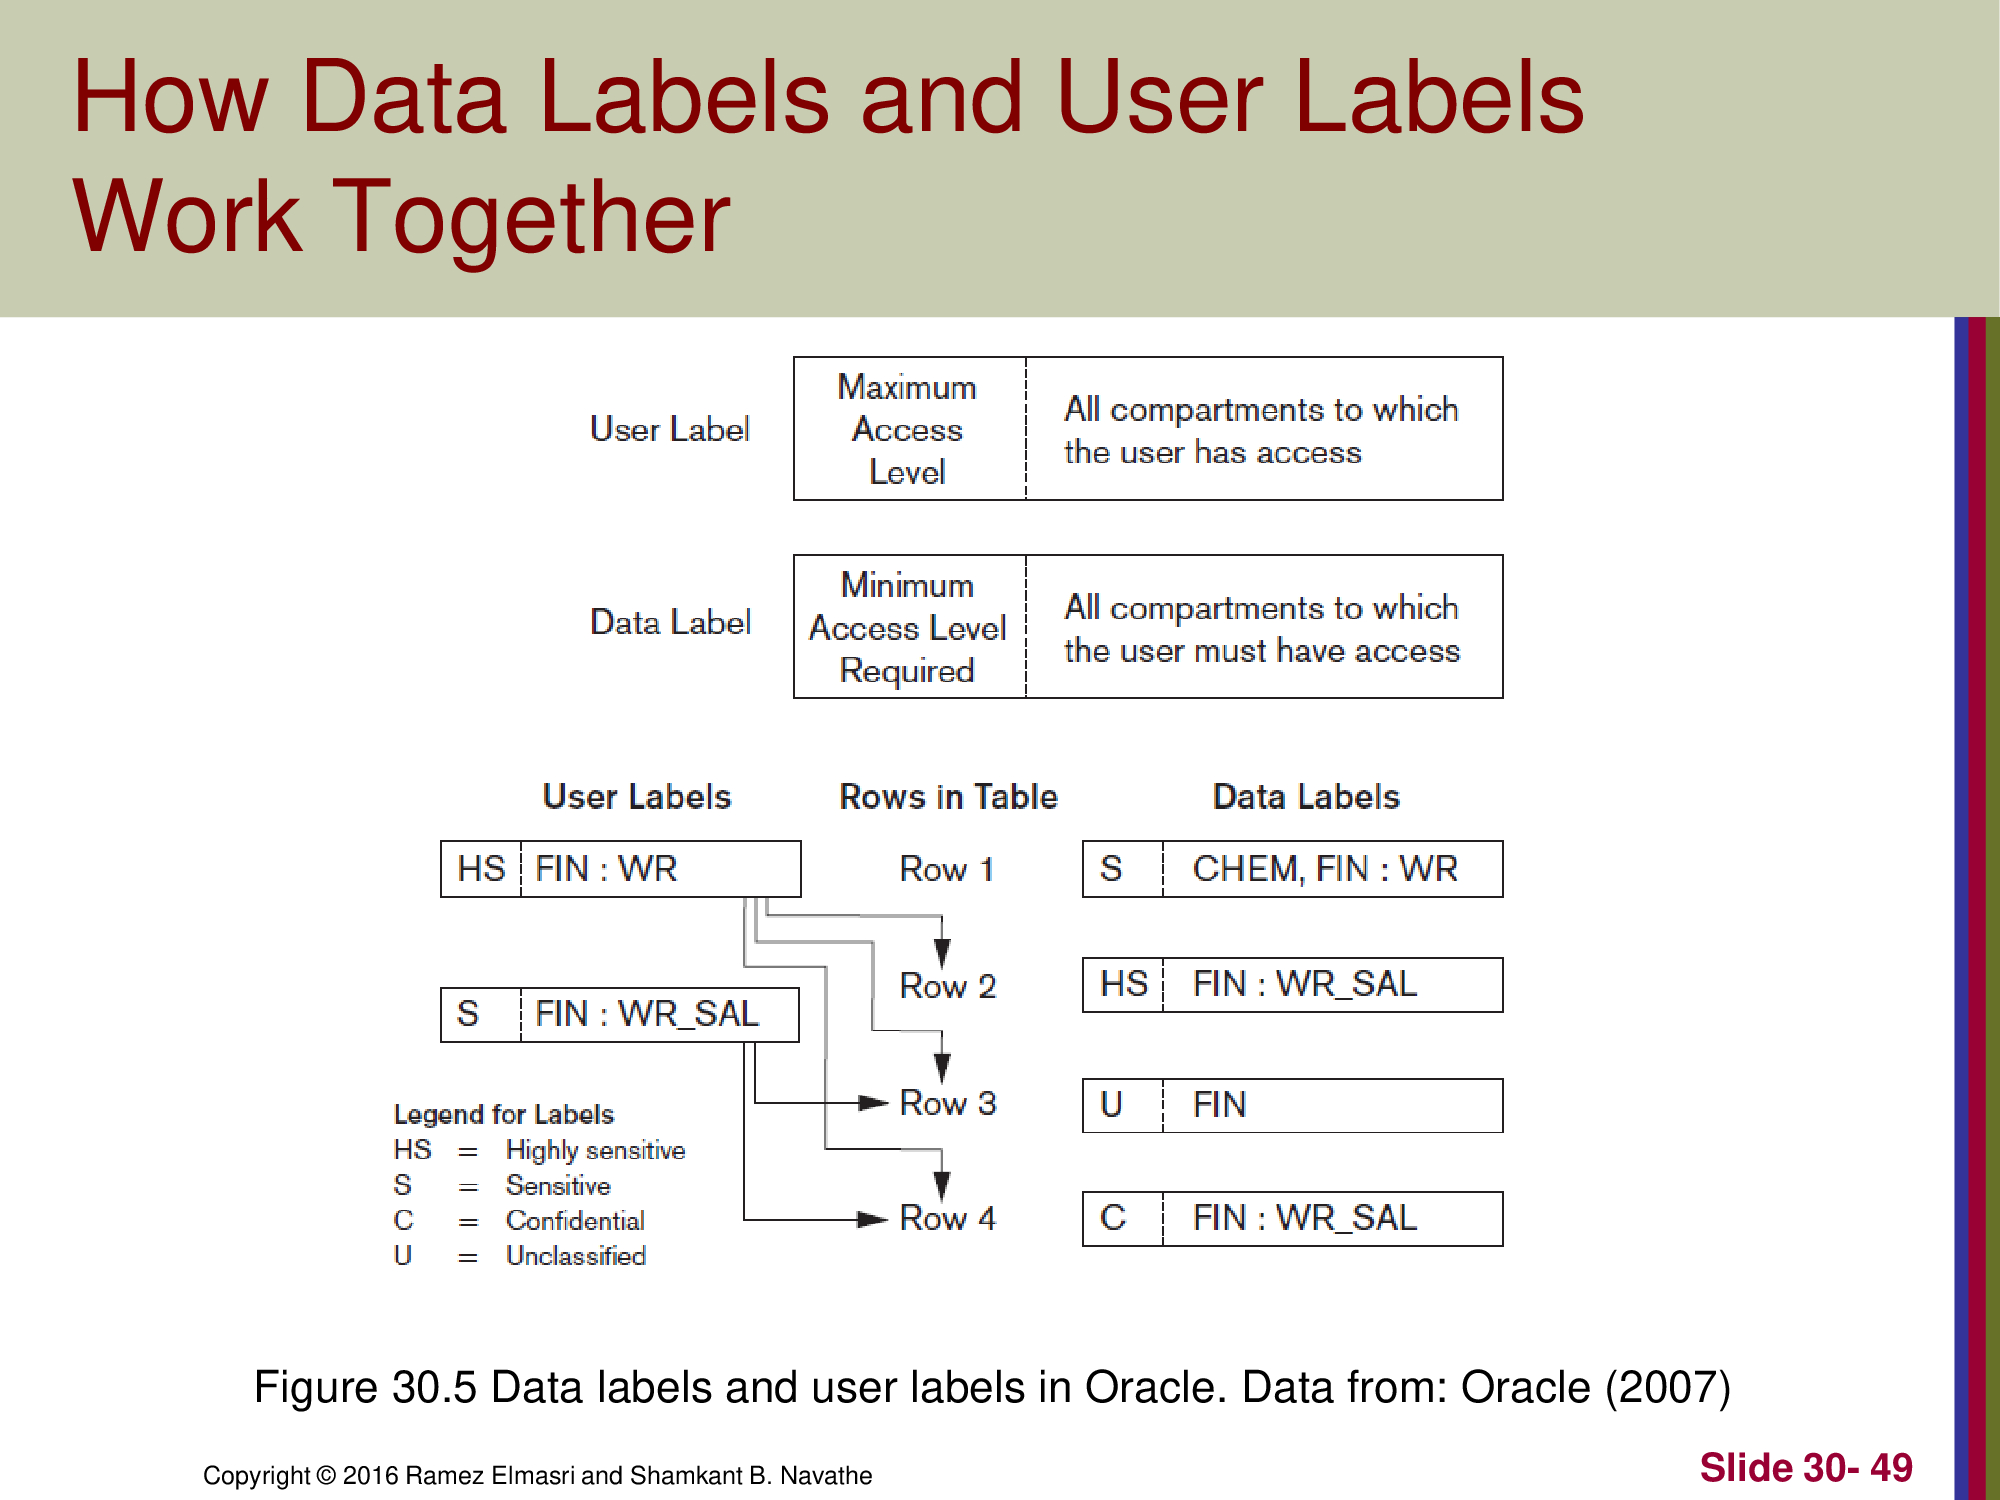 How Data Labels and User Labels
Work Together
User Label
Maximum
Access
Level
All compartments to which
the user has access
Data Label
Minimum
Access Level
Required
All compartments to which
the user must have access
User Labels Rows in Table Data Labels
HS FIN : WR Row 1 S CHEM, FIN : WR
Row 2 HS FIN : WR_SAL
S FIN : WR_SAL
Row 3 U FIN
Legend for Labels
HS = Highly sensitive
S = Sensitive
C = Confidential
U = Unclassified
Row 4 C FIN : WR_SAL
Figure 30.5 Data labels and user labels in Oracle. Data from: Oracle (2007)
Copyright © 2016 Ramez Elmasri and Shamkant B. Navathe
Slide 30- 49